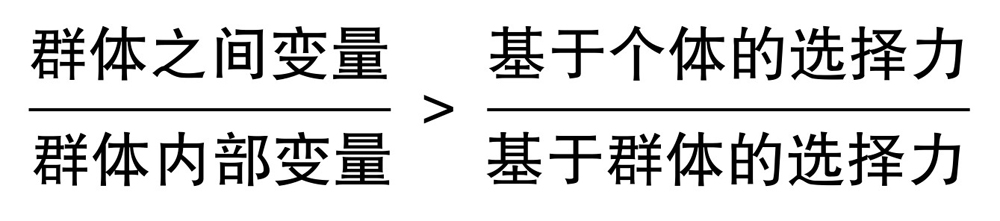 群体之间变量
群体内部变量
>
基于个体的选择力
基于群体的选择力